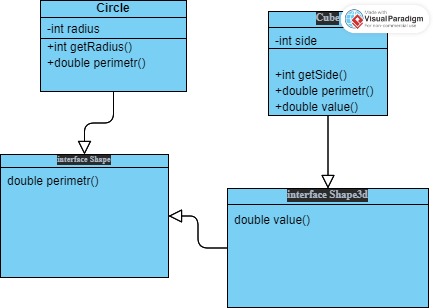 Circle
-int radius
+int getRadius()
+double perimetr()
Cube
-int side
+int getSide()
+double perimetr()
+double value()
Made with
Visual Paradigm
For non-commercial use
interface Shape
double perimetr()
interface Shape3d
double value()